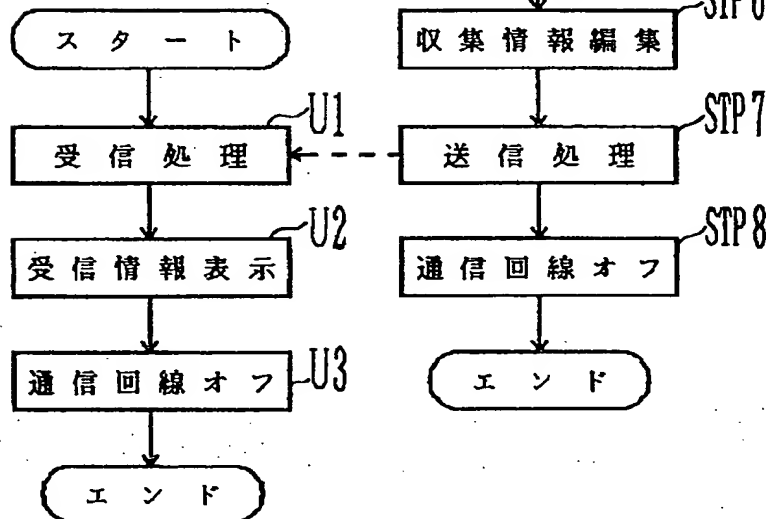 スタート
U1
受信処理
U2
受信情報表示
U3
通信回線オフ
エンド
STP6
収集情報編集
STP7
送信処理
STP8
通信回線オフ
エンド